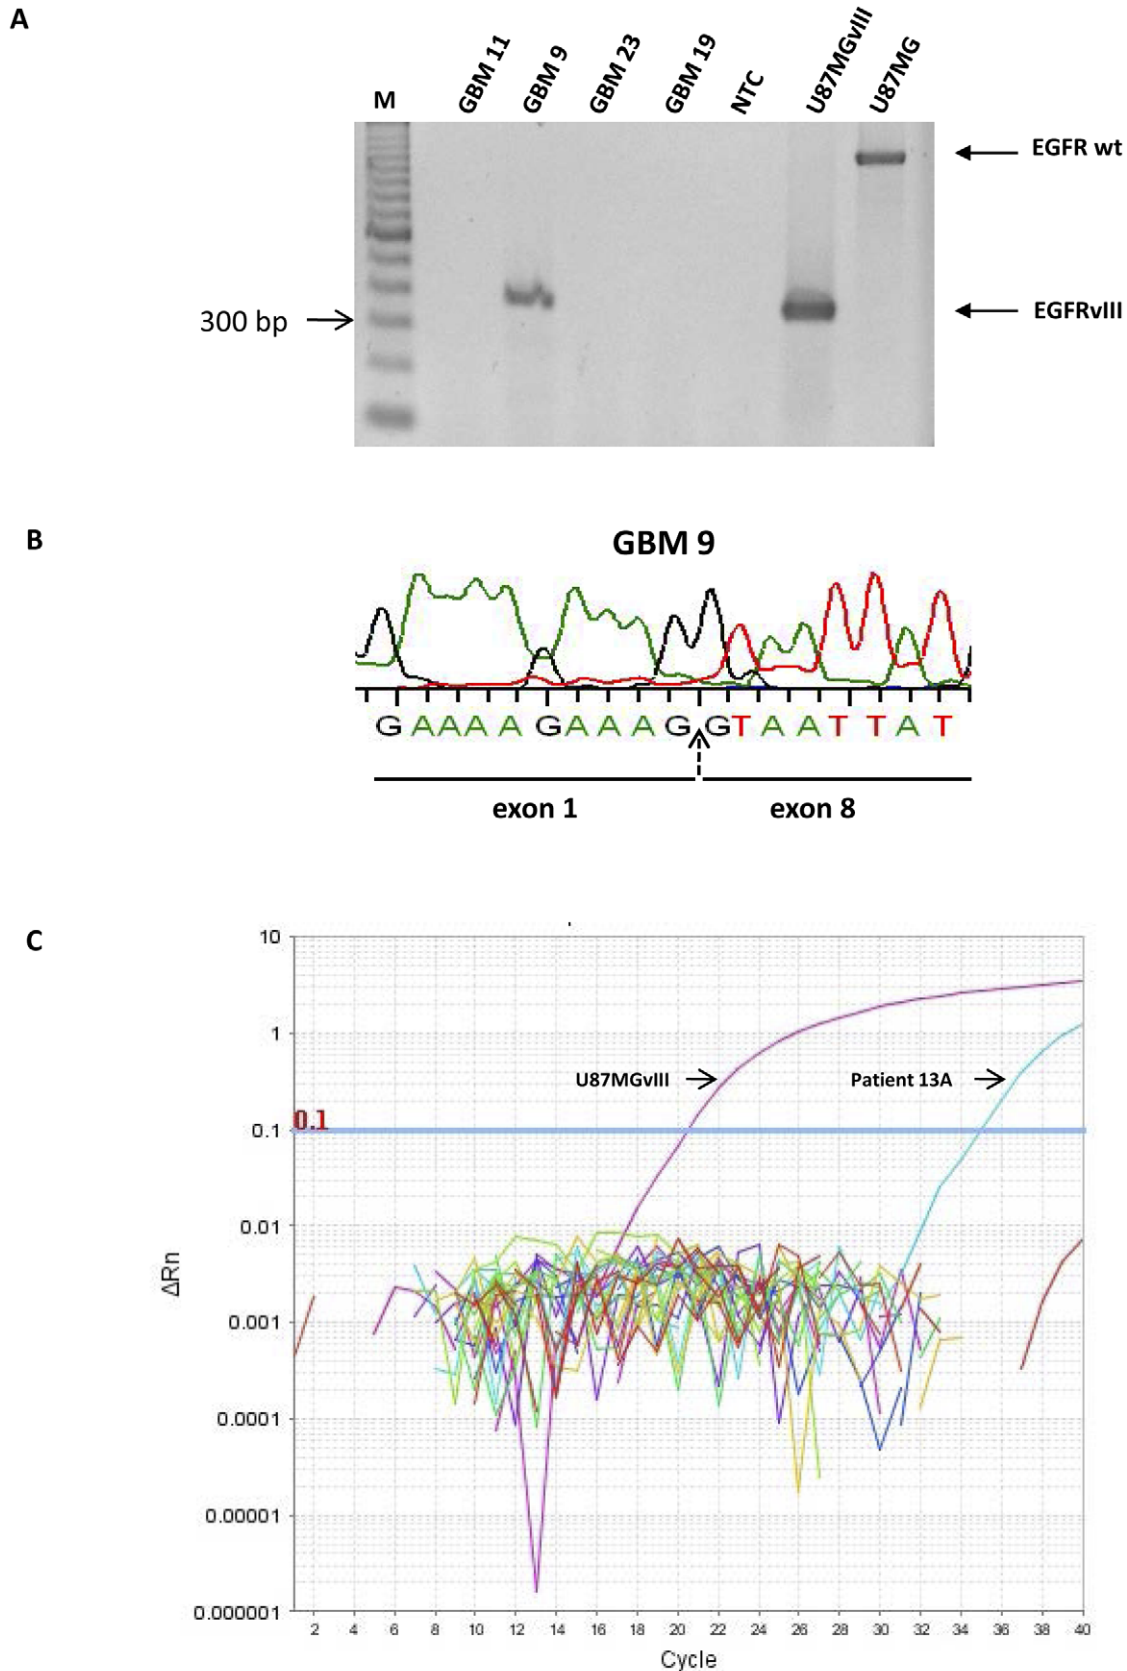 A
M
GBM 11
GBM 9
GBM 23
GBM 19
NTC
U87MGvIII
U87MG
EGFR wt
300 bp
EGFRvIII
B
GBM 9
GAAAAGAAAGGTAATTAT
exon 1 exon 8
C
10
1
U87MGvIII Patient 13A
0.1
0.1
0.01
ΔRn
0.001
0.0001
0.00001
0.000001
2 4 6 8 10 12 14 16 18 20 22 24 26 28 30 32 34 36 38 40
Cycle